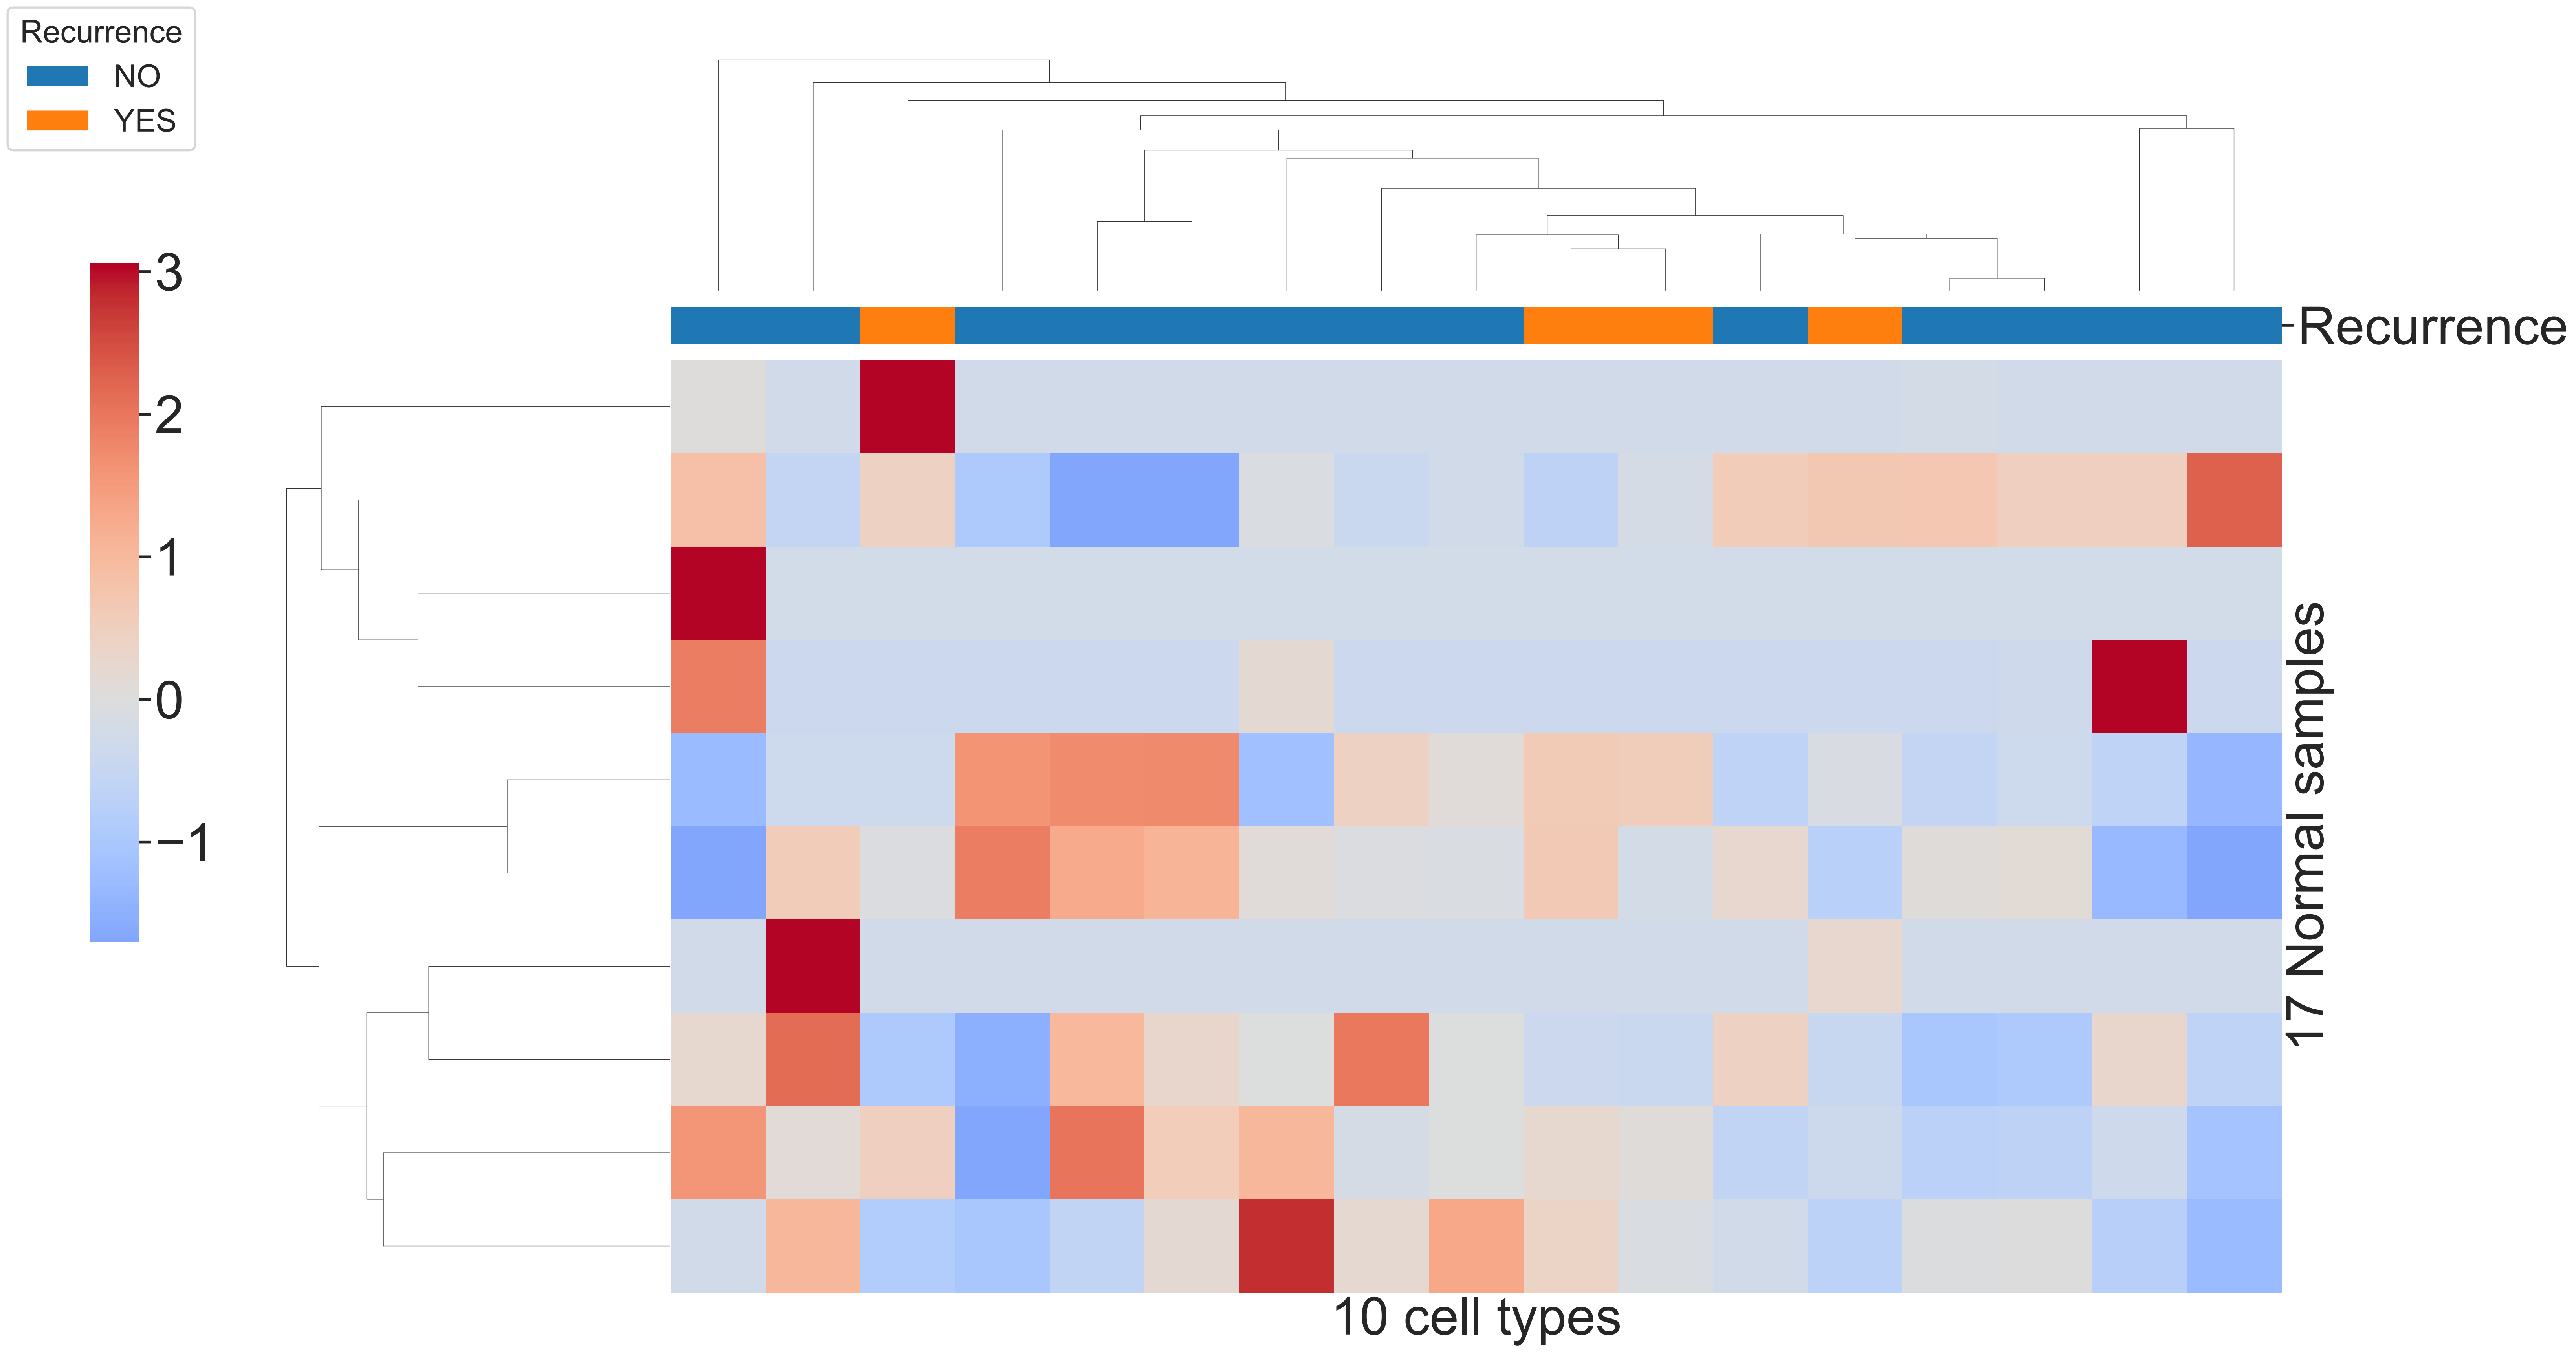 Recurrence
NO
YES
3
2
1
0
−1
Recurrence
17 Normal samples
10 cell types